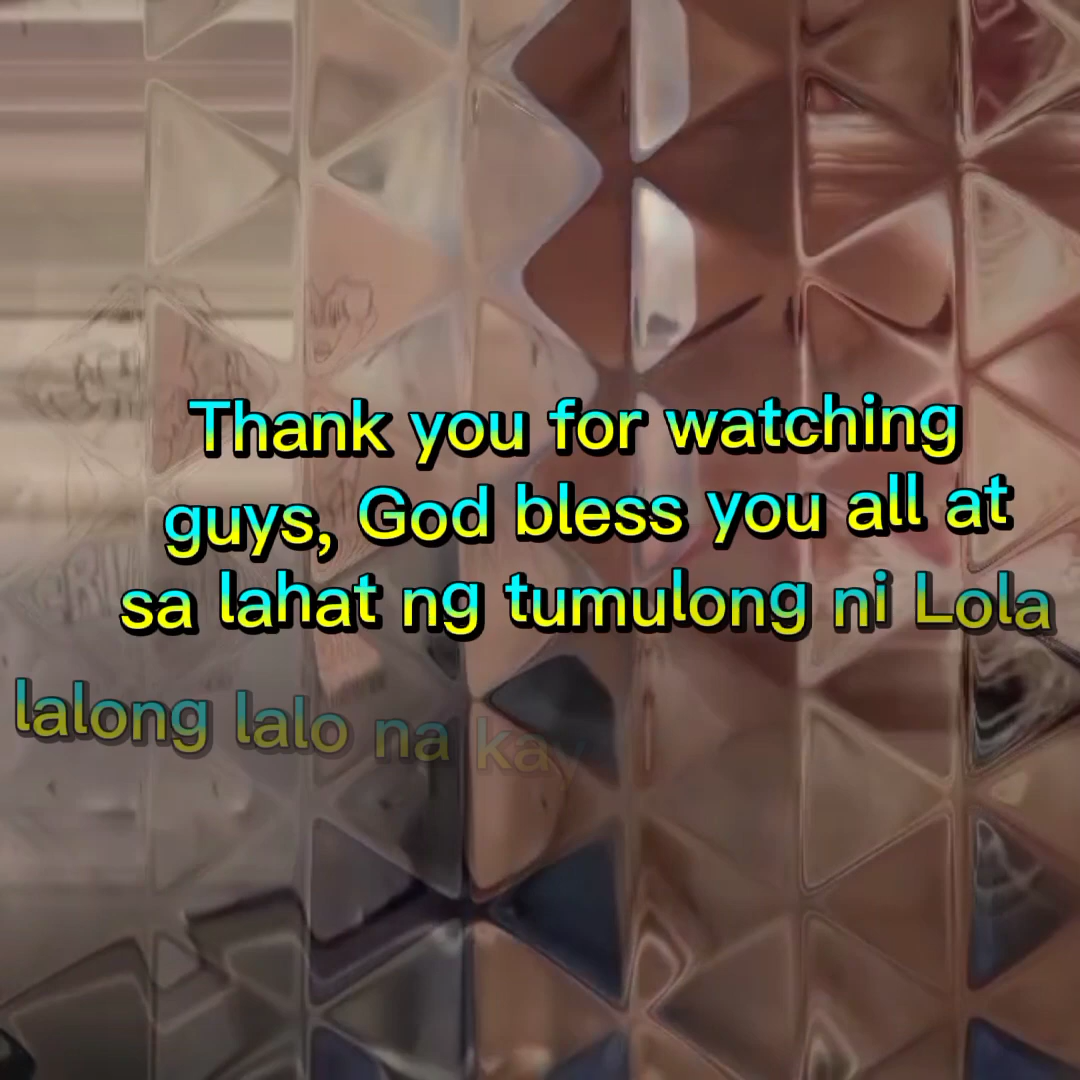 Thank you for watching
guys, God bless you all at
sa lahat ng tumulong ni Lola
lalong lalo na kay